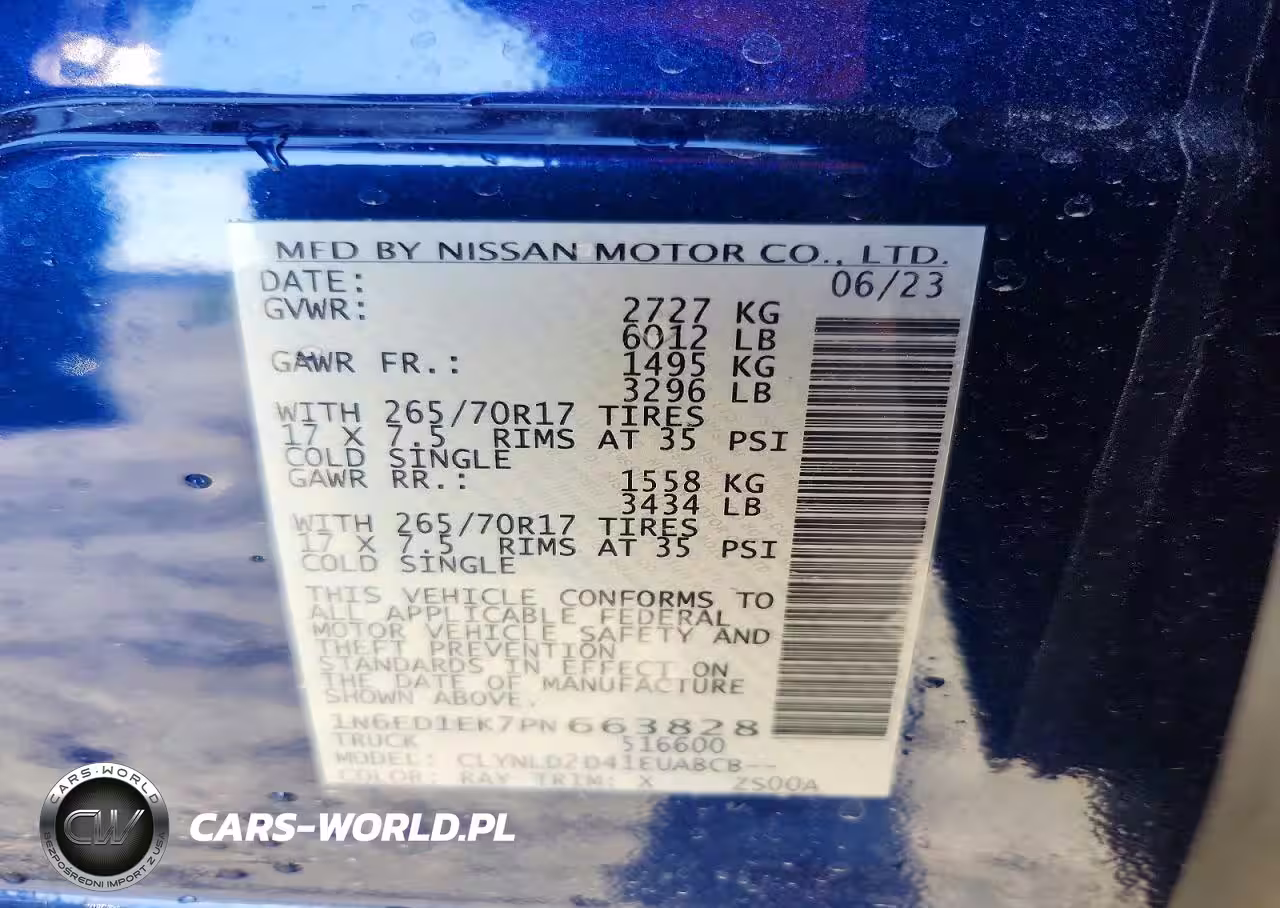 MFD BY NISSAN MOTOR CO., LTD.
DATE: 06/23
GVWR: 2727 KG
6012 LB
GAWR FR.: 1495 KG
3296 LB
WITH 265/70R17 TIRES
17 X 7.5 RIMS AT 35 PSI
COLD SINGLE
GAWR RR.: 1558 KG
3434 LB
WITH 265/70R17 TIRES
17 X 7.5 RIMS AT 35 PSI
COLD SINGLE
THIS VEHICLE CONFORMS TO
ALL APPLICABLE FEDERAL
MOTOR VEHICLE SAFETY AND
THEFT PREVENTION
STANDARDS IN EFFECT ON
THE DATE OF MANUFACTURE
SHOWN ABOVE.
1N6ED1EK7PN663828
TRUCK 516600
MODEL: CLYNLD2D41EUABCB--
COLOR: RAY TRIM: X ZS00A
CARS-WORLD
CW
BEZPOŚREDNI IMPORT Z USA
CARS-WORLD.PL